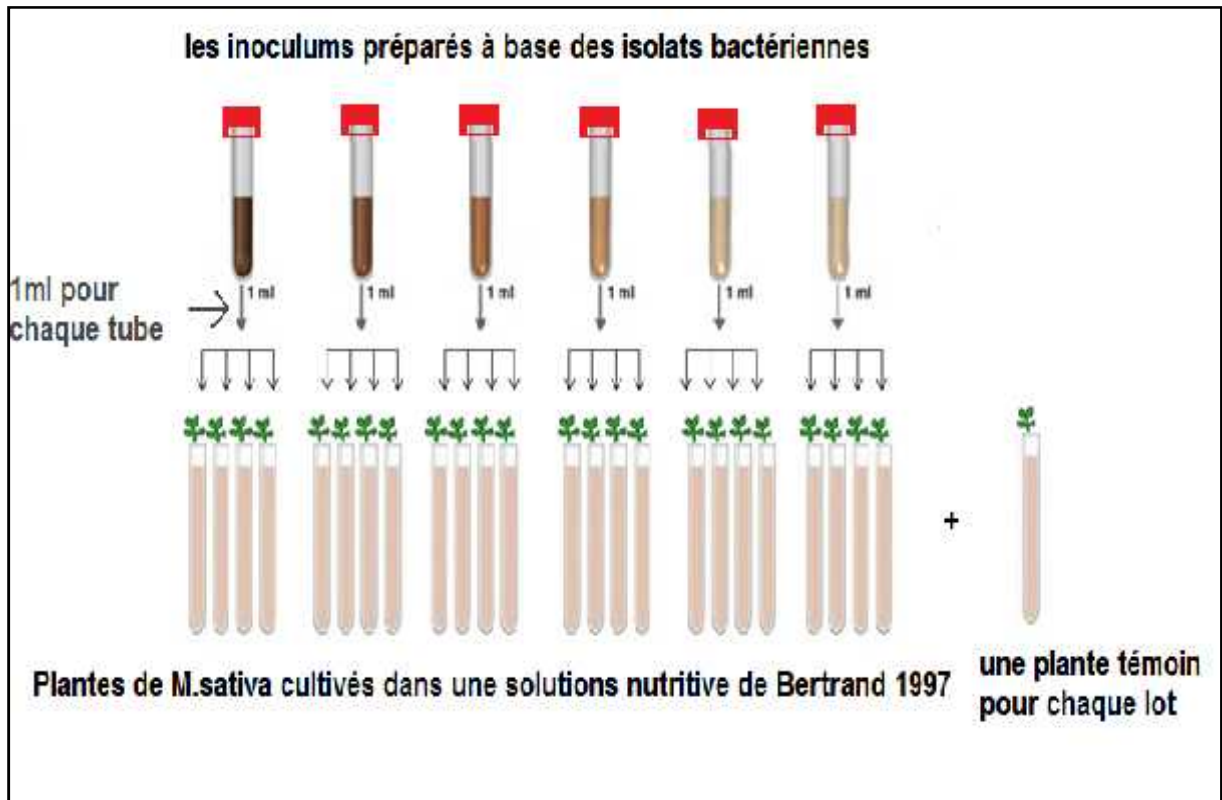 les inoculums préparés à base des isolats bactériennes
1ml pour
chaque tube
1 ml
1 ml
1 ml
1 ml
1 ml
1 ml
+
Plantes de M.sativa cultivés dans une solutions nutritive de Bertrand 1997
une plante témoin
pour chaque lot